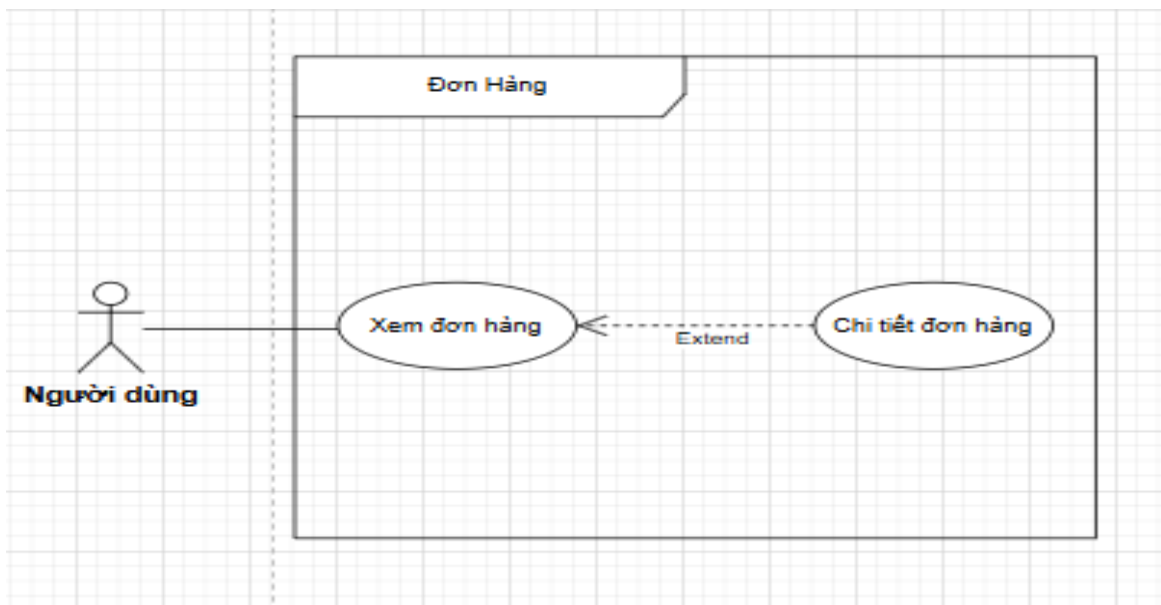 Đơn Hàng
Xem đơn hàng
Extend
Chi tiết đơn hàng
Người dùng